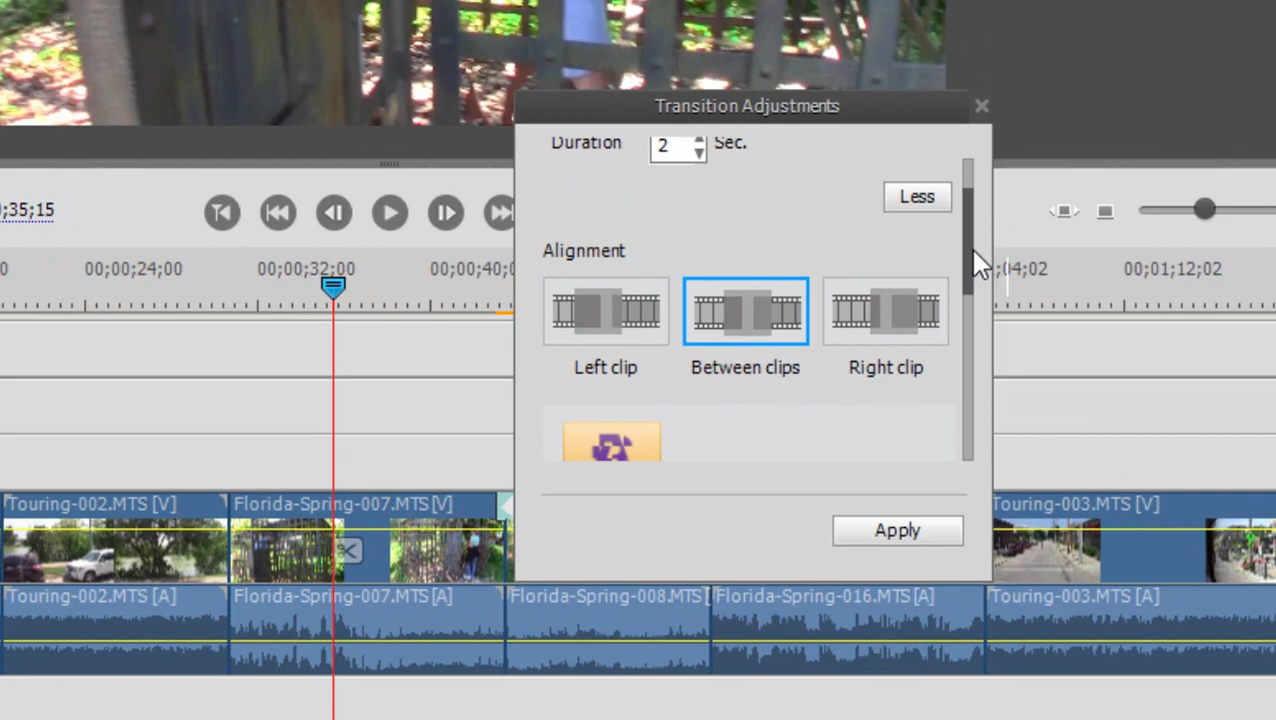 Transition Adjustments
Duration 2 Sec.
Less
;35;15
Alignment
0 00;00;24;00 00;00;32;00 00;00;40;0 ;04;02 00;01;12;02
Left clip Between clips Right clip
Touring-002.MTS [V] Florida-Spring-007.MTS [V] Touring-003.MTS [V]
Apply
Touring-002.MTS [A] Florida-Spring-007.MTS [A] Florida-Spring-008.MTS [ Florida-Spring-016.MTS [A] Touring-003.MTS [A]